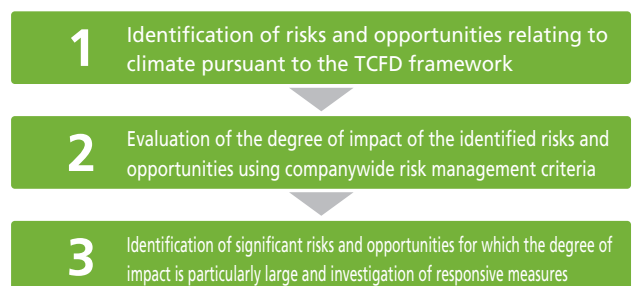 1
Identification of risks and opportunities relating to
climate pursuant to the TCFD framework
2
Evaluation of the degree of impact of the identified risks and
opportunities using companywide risk management criteria
3
Identification of significant risks and opportunities for which the degree of
impact is particularly large and investigation of responsive measures